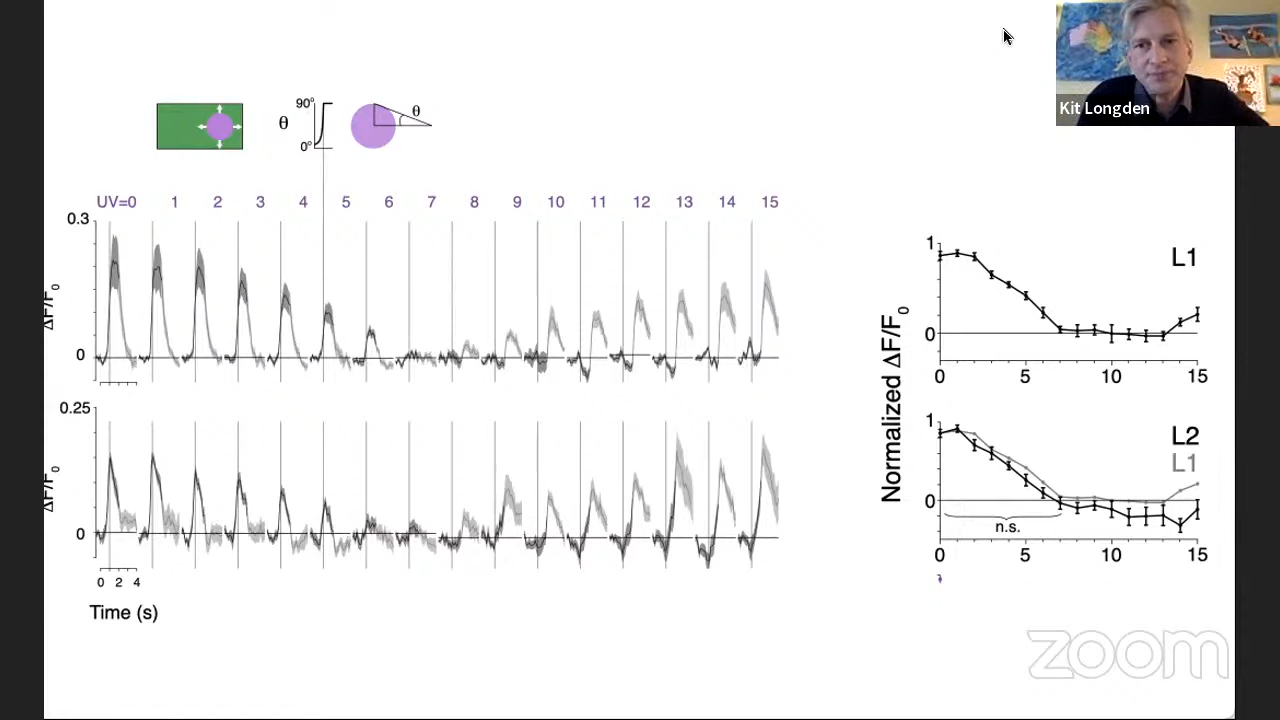 Kit Longden
90°
θ
0°
θ
UV=0 1 2 3 4 5 6 7 8 9 10 11 12 13 14 15
0.3
ΔF/F₀
0
0.25
ΔF/F₀
0
0 2 4
Time (s)
Normalized ΔF/F₀
1
L1
0
0 5 10 15
1
L2
L1
0
n.s.
0 5 10 15
zoom